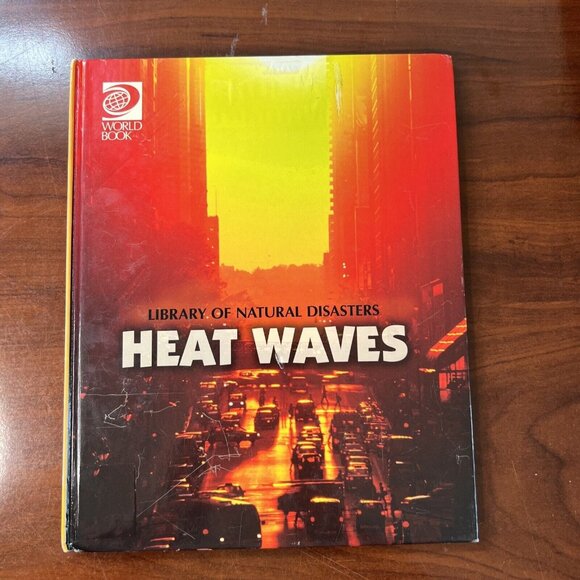 WORLD
BOOK
LIBRARY OF NATURAL DISASTERS
HEAT WAVES